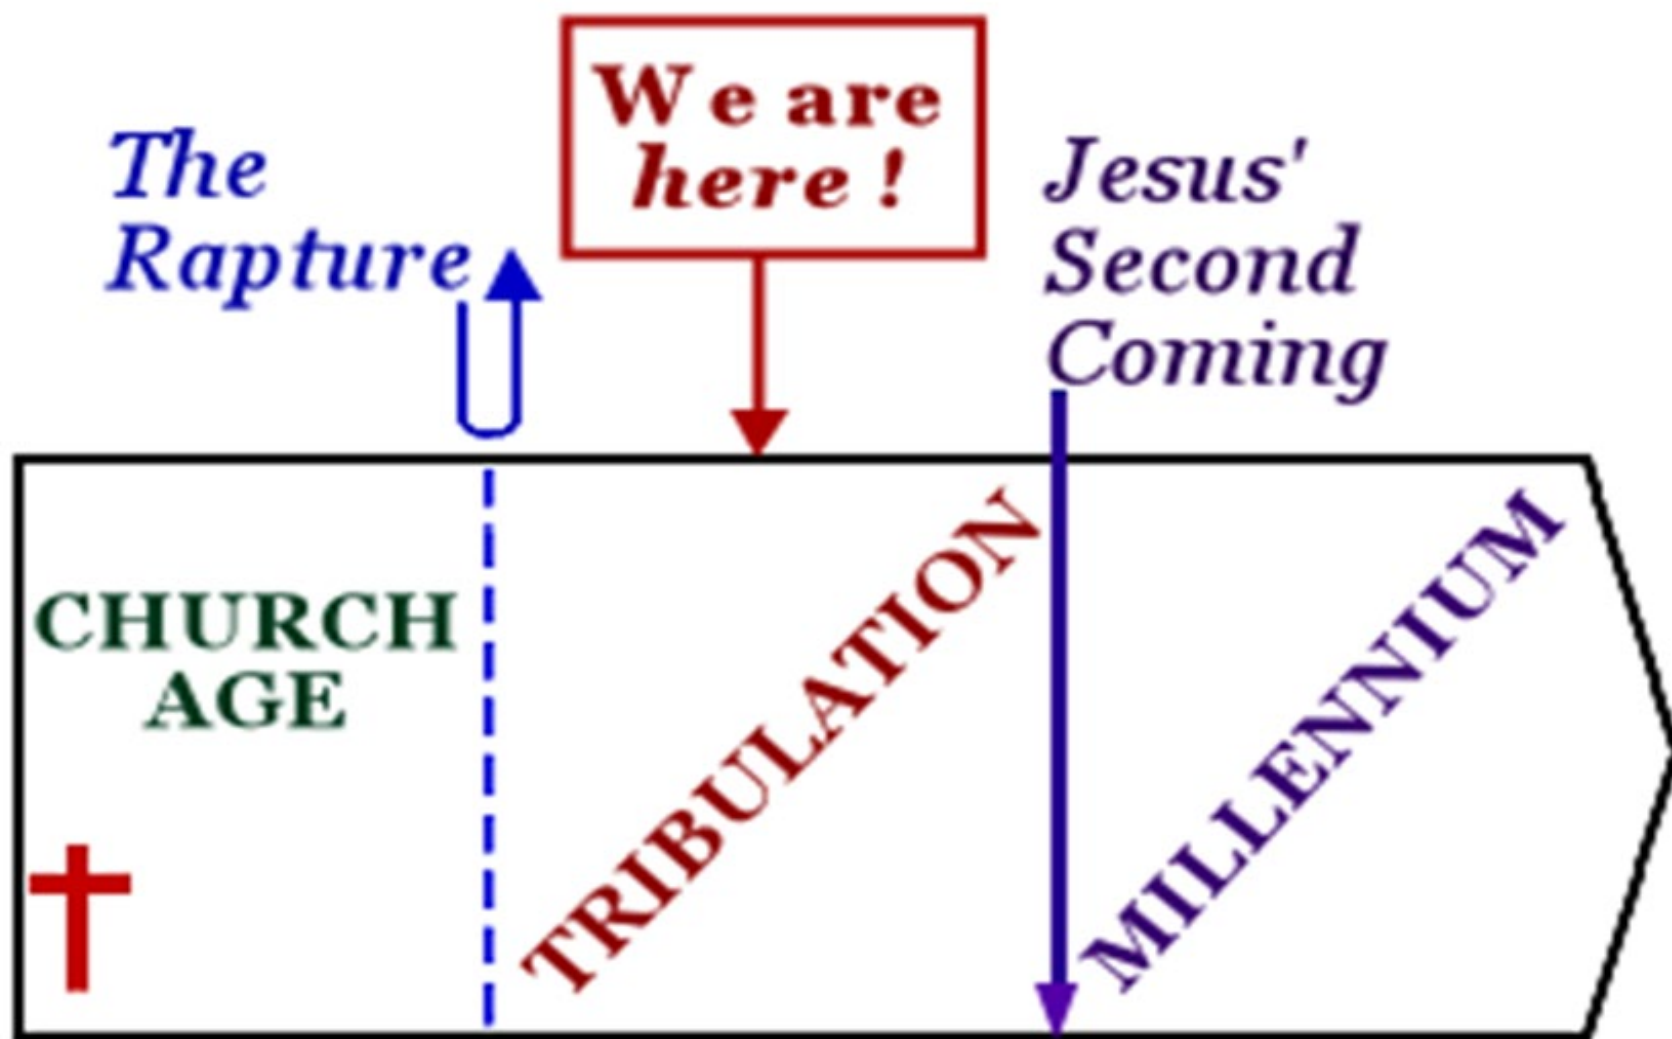 The
Rapture
We are
here !
Jesus'
Second
Coming
CHURCH
AGE
TRIBULATION
MILLENNIUM